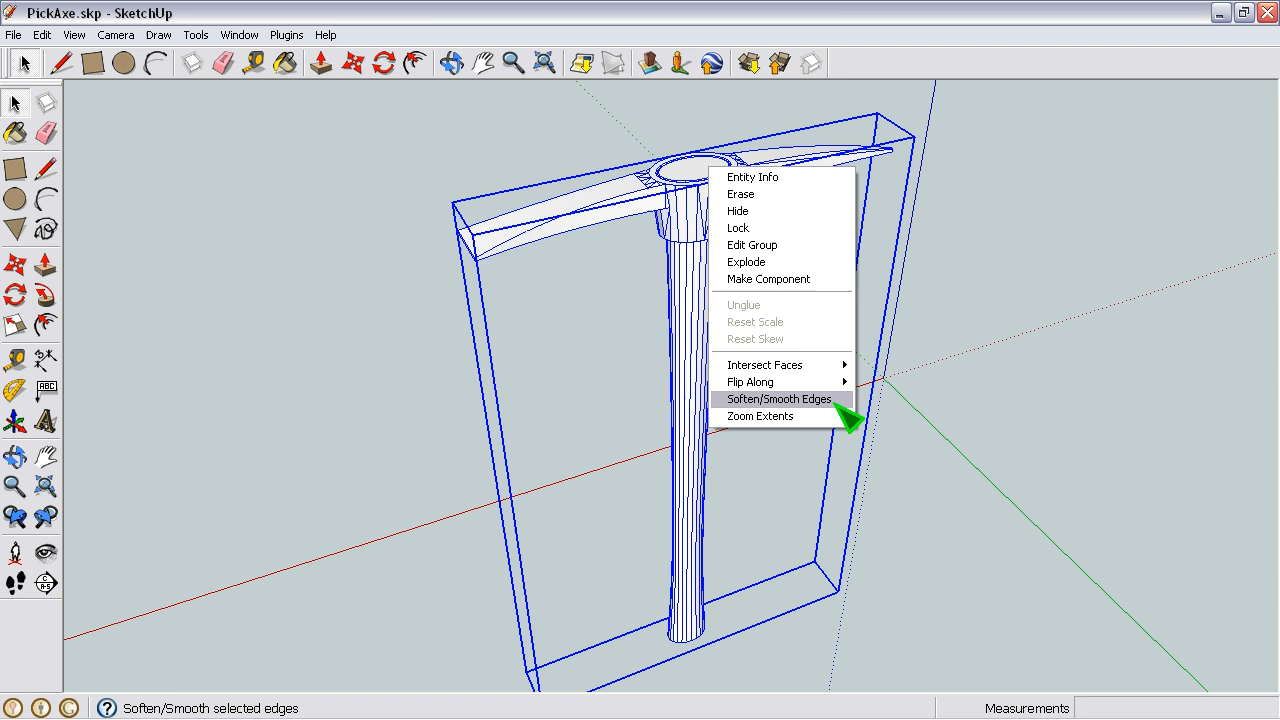 PickAxe.skp - SketchUp
File Edit View Camera Draw Tools Window Plugins Help
Entity Info
Erase
Hide
Lock
Edit Group
Explode
Make Component
Unglue
Reset Scale
Reset Skew
Intersect Faces
Flip Along
Soften/Smooth Edges
Zoom Extents
ABC
A
C
A-5
Soften/Smooth selected edges
Measurements